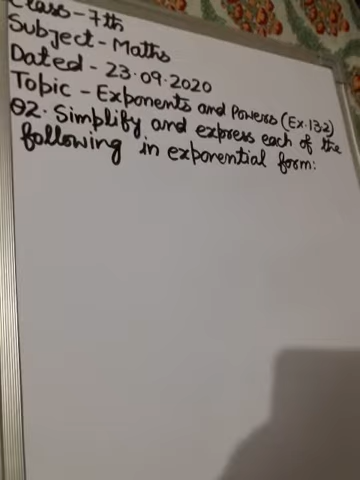 Class-7th
Subject-Maths
Dated - 23.09.2020
Topic - Exponents and Powers (Ex.13.2)
Q2. Simplify and express each of the
following in exponential form: